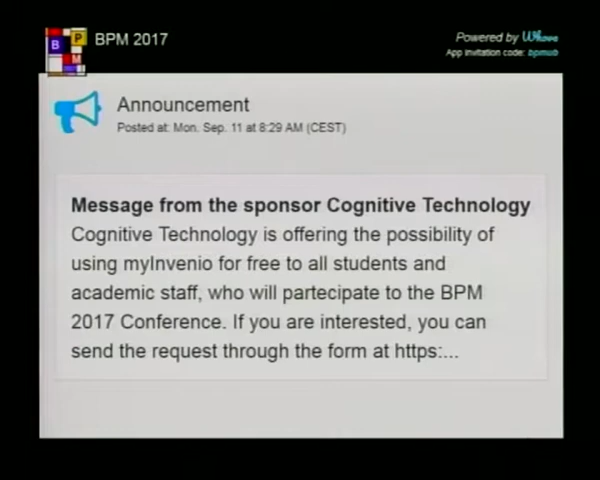 B P M
BPM 2017
Powered by Whova
App invitation code: bpmub
Announcement
Posted at: Mon. Sep. 11 at 8:29 AM (CEST)
Message from the sponsor Cognitive Technology
Cognitive Technology is offering the possibility of
using myInvenio for free to all students and
academic staff, who will partecipate to the BPM
2017 Conference. If you are interested, you can
send the request through the form at https:...